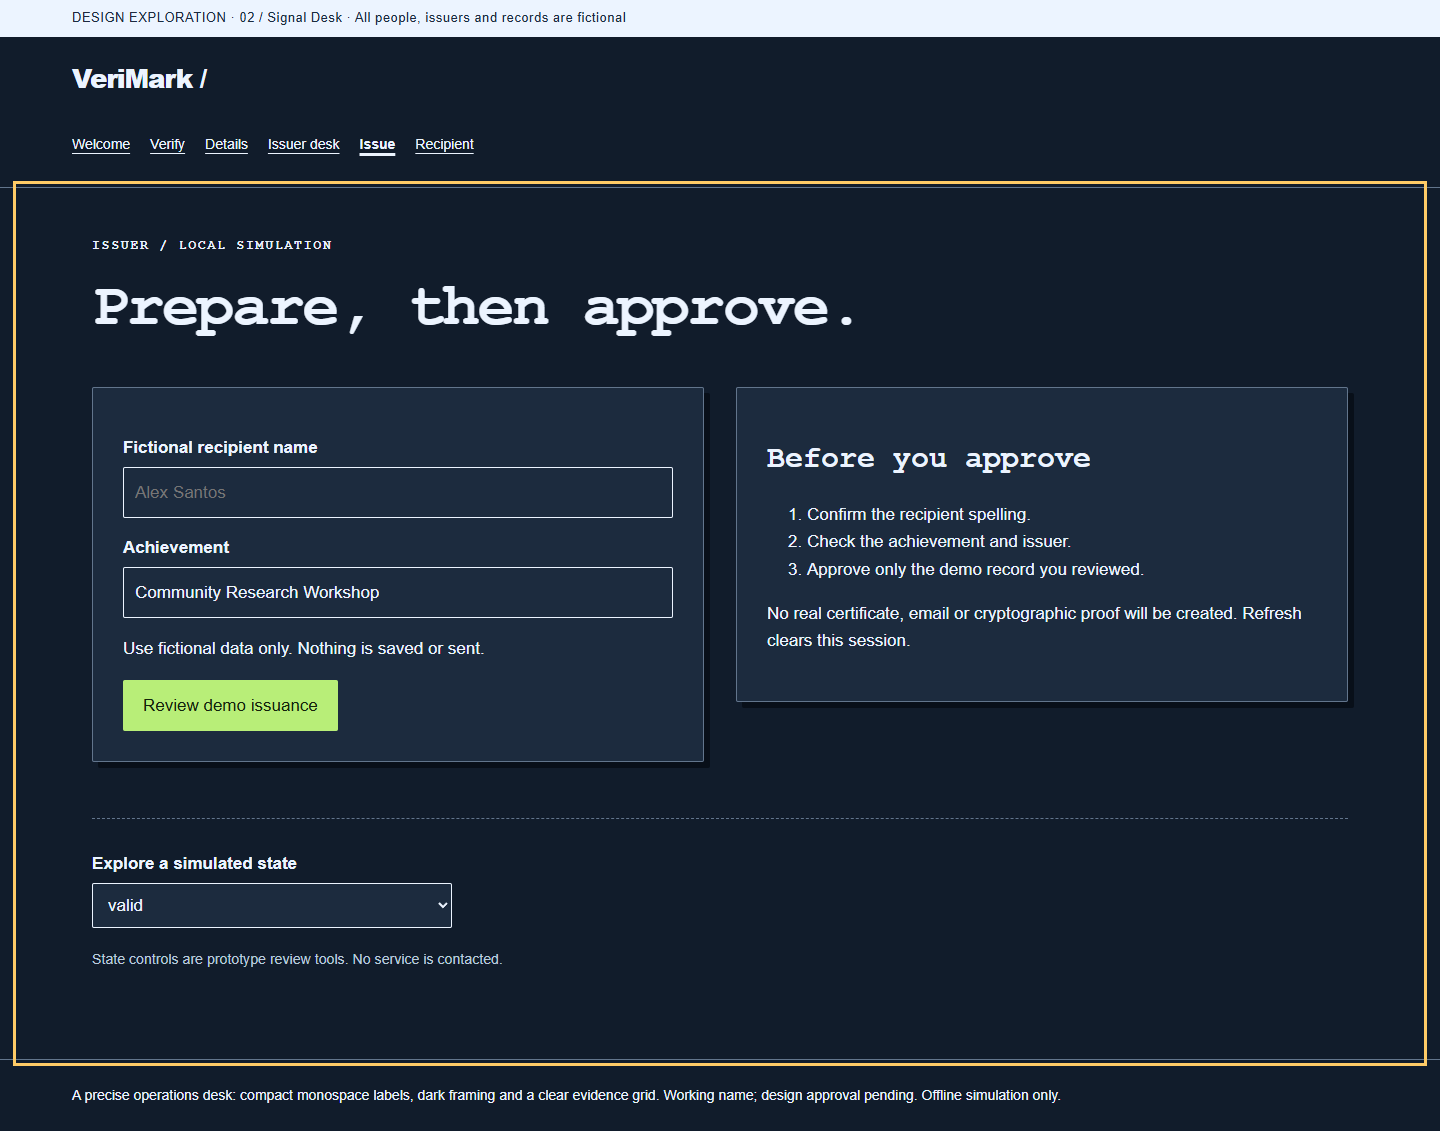 DESIGN EXPLORATION · 02 / Signal Desk · All people, issuers and records are fictional
VeriMark /
Welcome Verify Details Issuer desk Issue Recipient
ISSUER / LOCAL SIMULATION
Prepare, then approve.
Fictional recipient name
Alex Santos
Achievement
Community Research Workshop
Use fictional data only. Nothing is saved or sent.
Review demo issuance
Before you approve
1. Confirm the recipient spelling.
2. Check the achievement and issuer.
3. Approve only the demo record you reviewed.
No real certificate, email or cryptographic proof will be created. Refresh
clears this session.
Explore a simulated state
valid
State controls are prototype review tools. No service is contacted.
A precise operations desk: compact monospace labels, dark framing and a clear evidence grid. Working name; design approval pending. Offline simulation only.